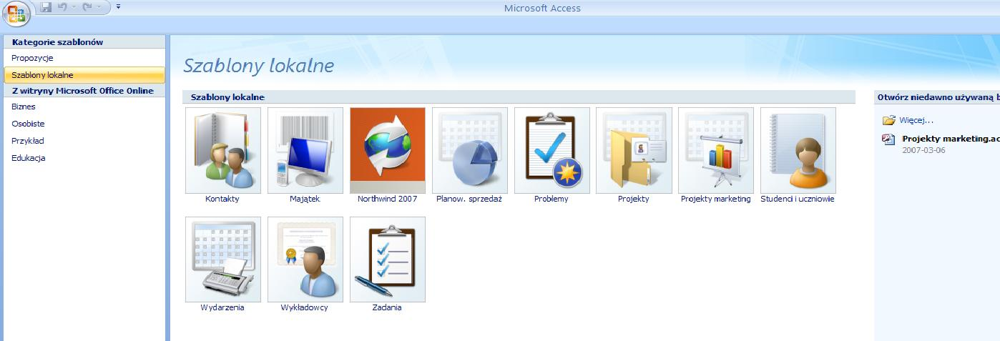 Microsoft Access
Kategorie szablonów
Propozycje
Szablony lokalne
Z witryny Microsoft Office Online
Biznes
Osobiste
Przykład
Edukacja
Szablony lokalne
Szablony lokalne
Kontakty
Majątek
Northwind 2007
Planow. sprzedaż
Problemy
Projekty
Projekty marketing
Studenci i uczniowie
Wydarzenia
Wykładowcy
Zadania
Otwórz niedawno używaną b
Więcej...
Projekty marketing.ac
2007-03-06